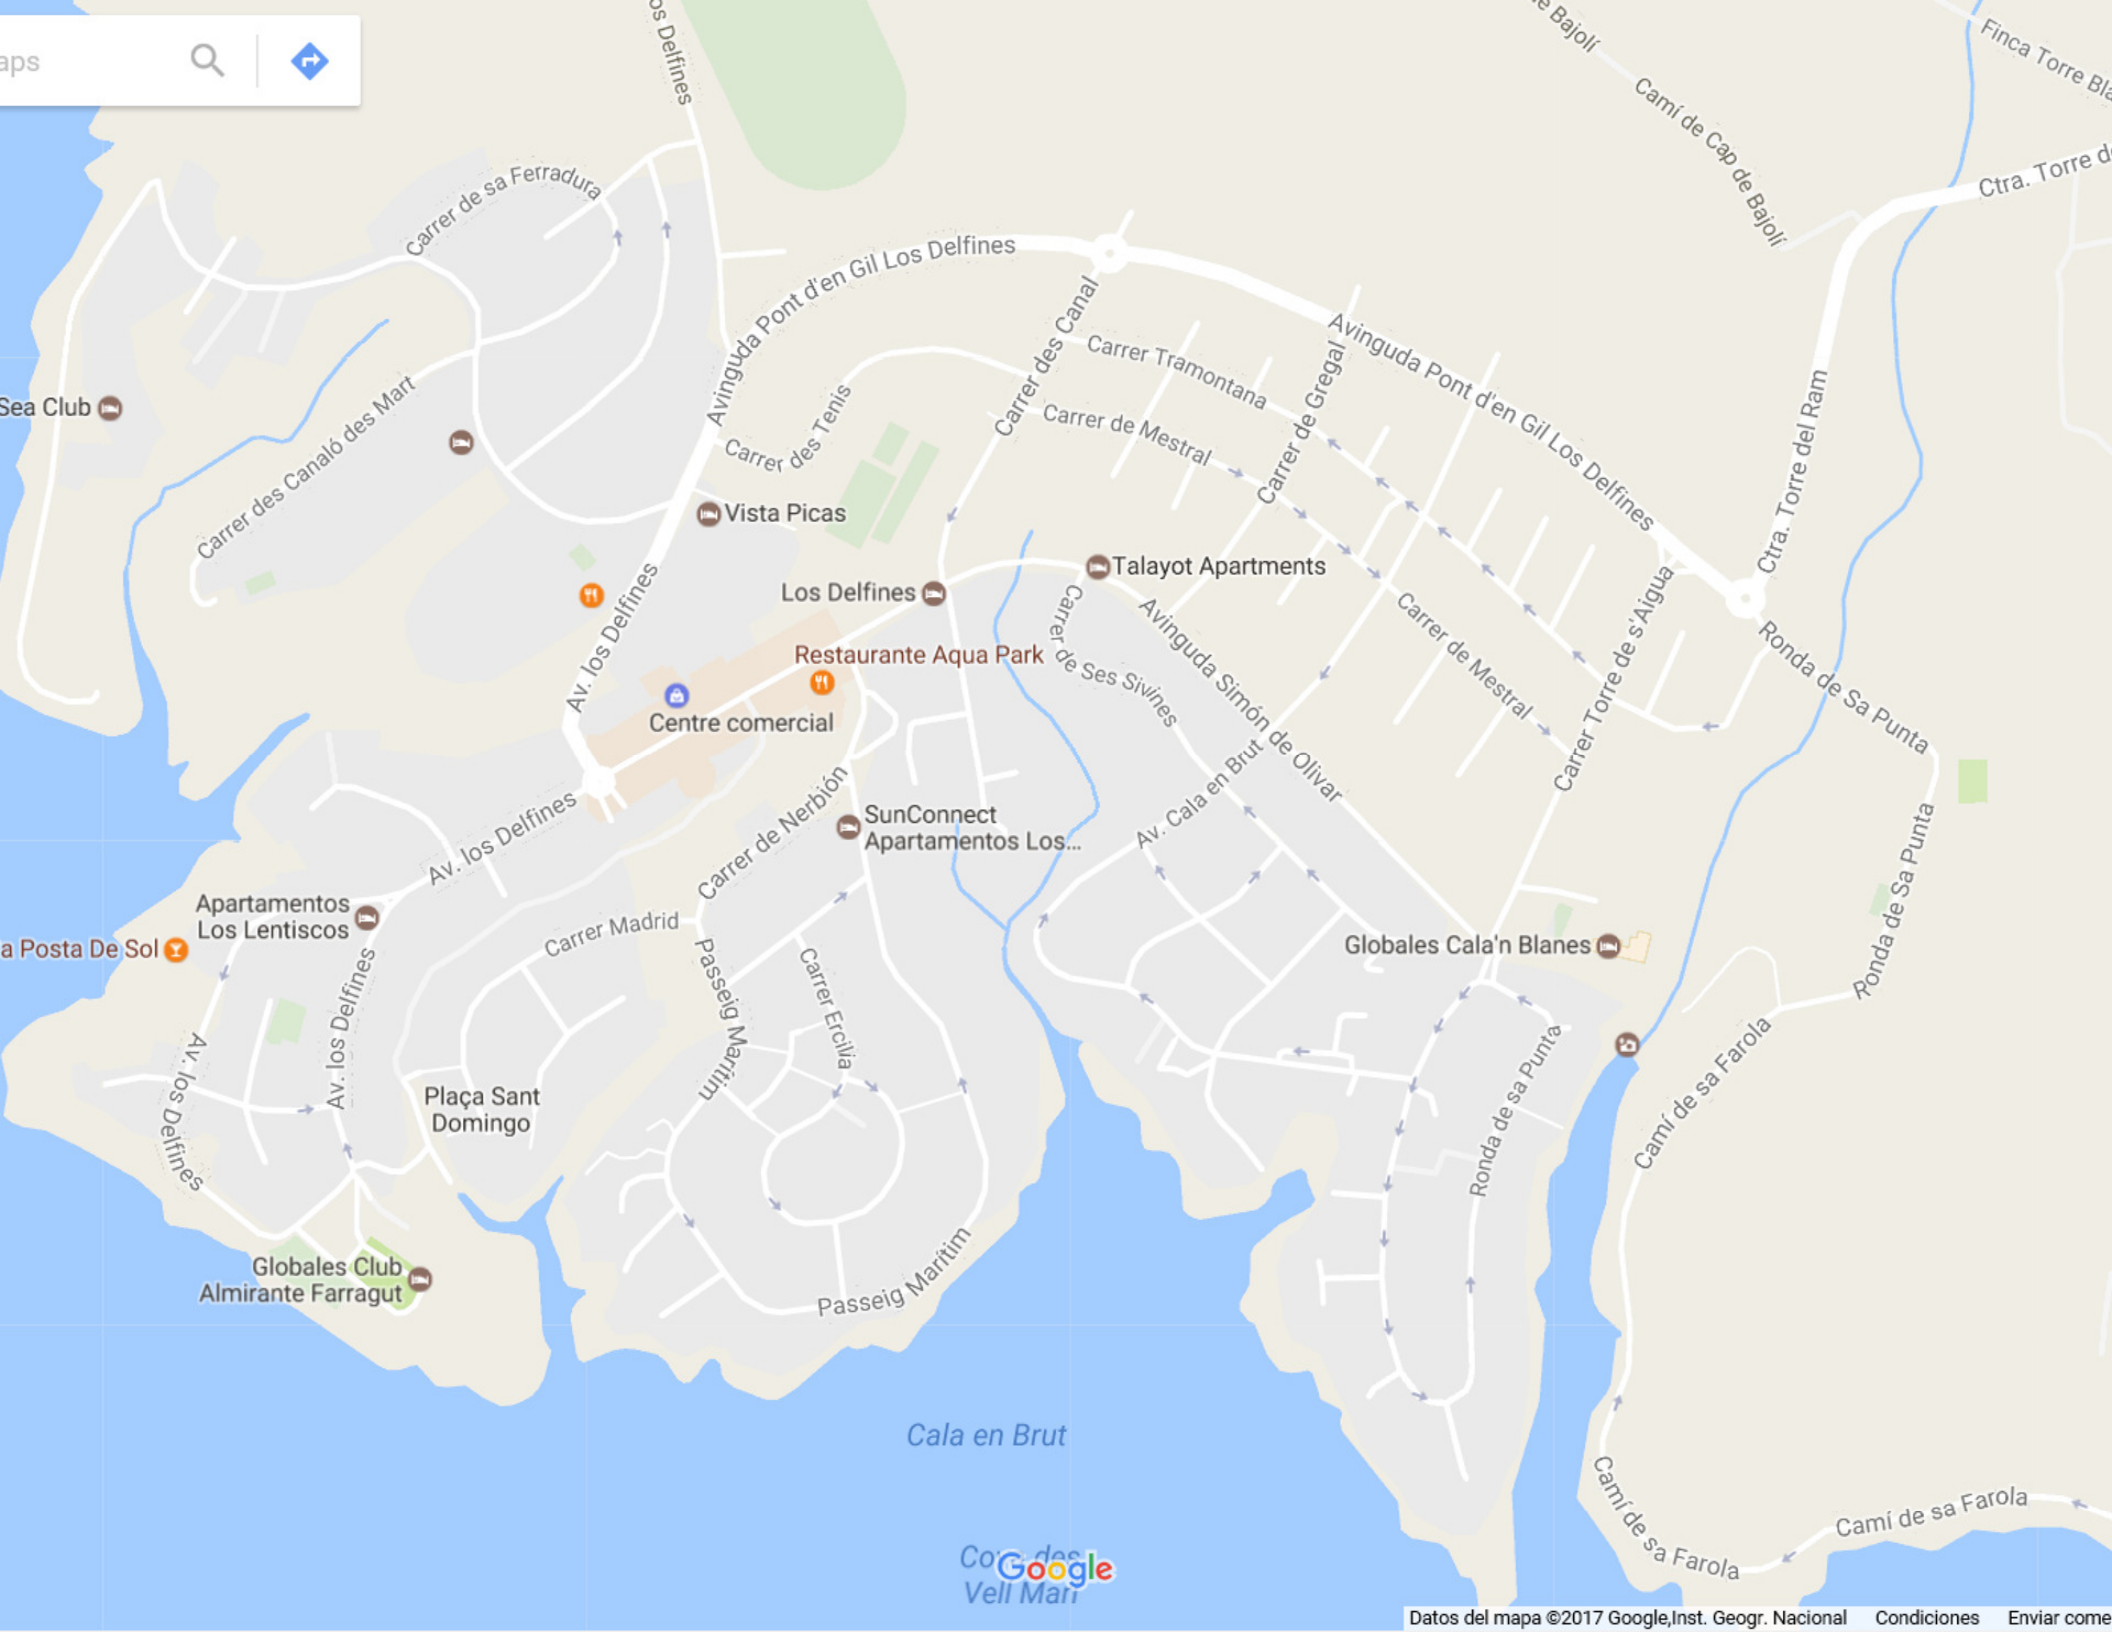 aps
os Delfines
e Bajolí
Finca Torre Bla
Camí de Cap de Bajolí
Ctra. Torre d
Carrer de sa Ferradura
Avinguda Pont d'en Gil Los Delfines
Carrer des Canal
Carrer Tramontana
Avinguda Pont d'en Gil Los Delfines
Carrer de Gregal
Sea Club
Carrer des Canaló des Mart
Carrer des Tenis
Carrer de Mestral
Ctra. Torre del Ram
Vista Picas
Talayot Apartments
Los Delfines
Av. los Delfines
Restaurante Aqua Park
Carrer de Ses Sivines
Avinguda Simón de Olivar
Carrer de Mestral
Carrer Torre de s'Aigua
Ronda de Sa Punta
Centre comercial
Carrer de Nerbión
SunConnect
Apartamentos Los...
Av. Cala en Brut
Av. los Delfines
Apartamentos
Los Lentiscos
a Posta De Sol
Carrer Madrid
Globales Cala'n Blanes
Ronda de Sa Punta
Passeig Marítim
Carrer Ercilia
Av. los Delfines
Av. los Delfines
Plaça Sant
Domingo
Ronda de sa Punta
Camí de sa Farola
Globales Club
Almirante Farragut
Passeig Marítim
Cala en Brut
Camí de sa Farola
Camí de sa Farola
des
Vell Marí
Google
Datos del mapa ©2017 Google,Inst. Geogr. Nacional Condiciones Enviar come